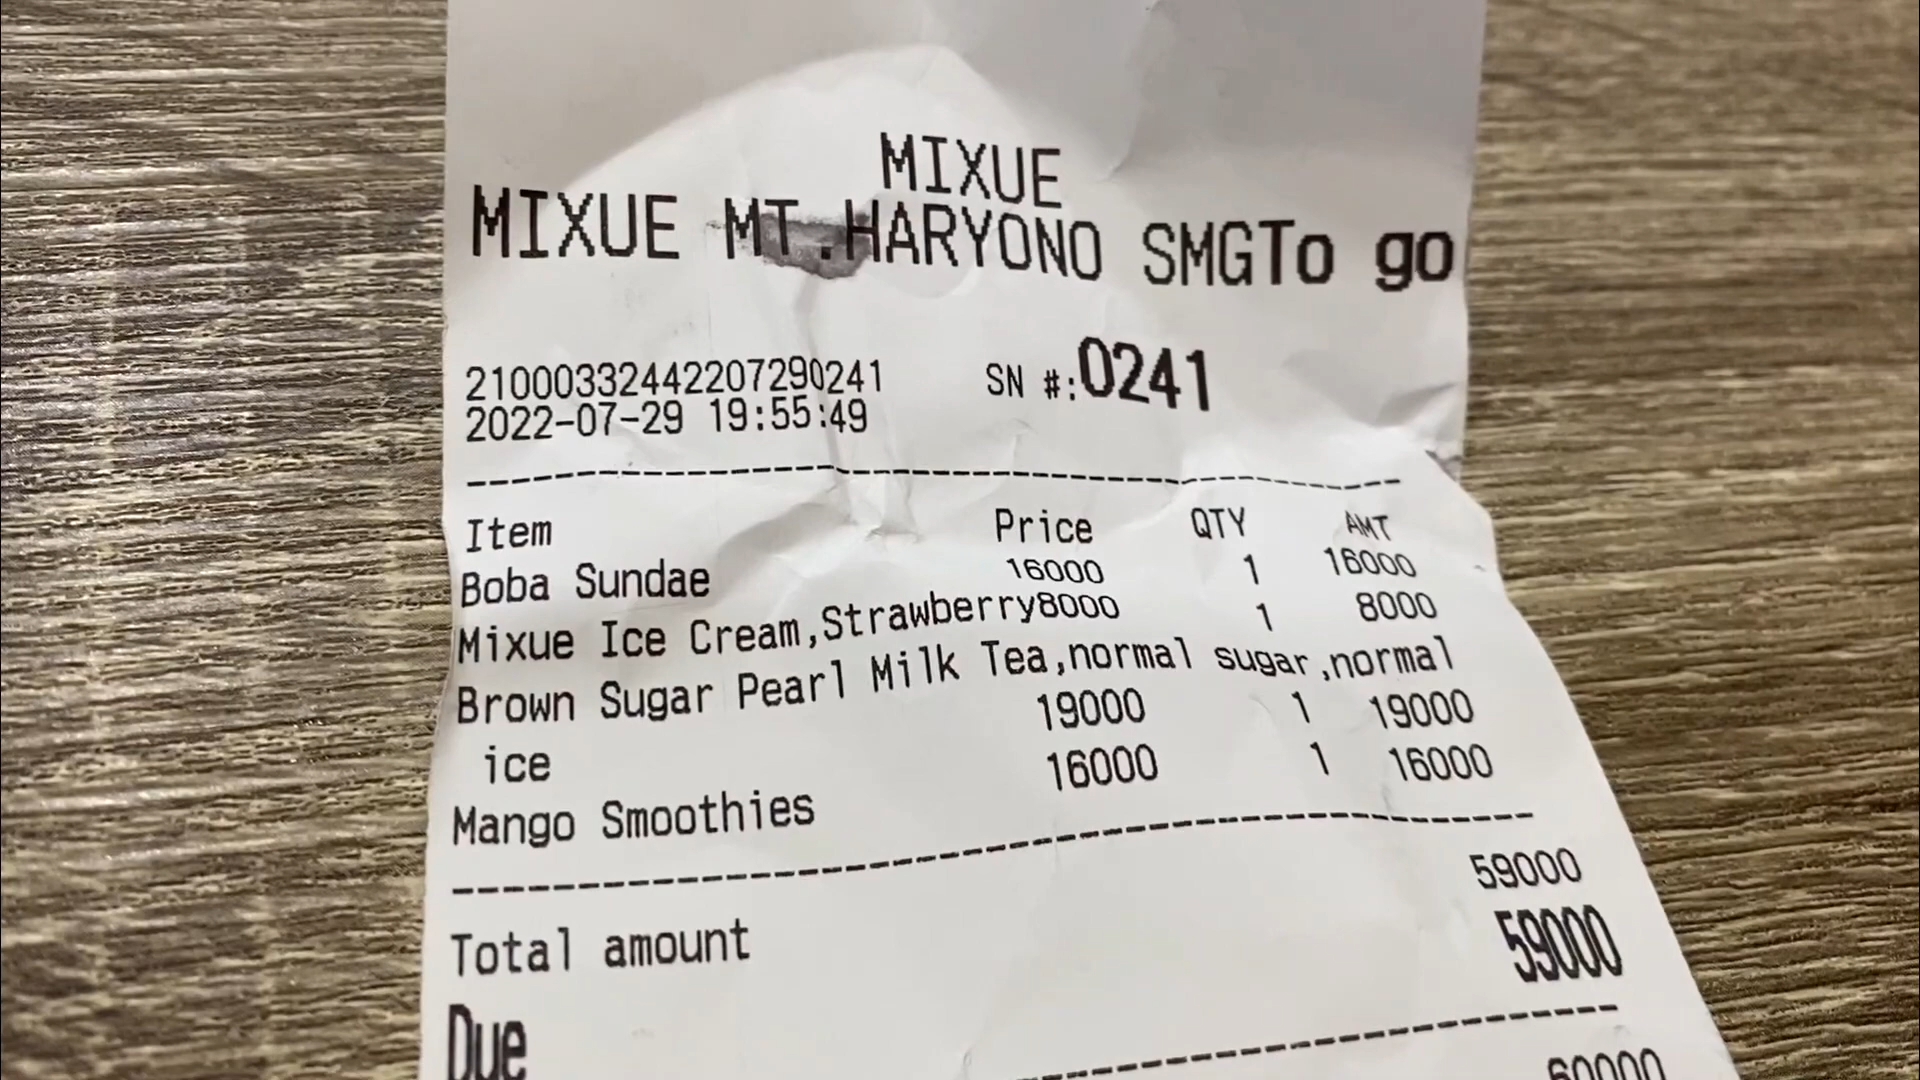 MIXUE
MIXUE MT.HARYONO SMGTo go
21000332442207290241 SN #:0241
2022-07-29 19:55:49
Item Price QTY AMT
Boba Sundae 16000 1 16000
Mixue Ice Cream,Strawberry8000 1 8000
Brown Sugar Pearl Milk Tea,normal sugar,normal
ice 19000 1 19000
Mango Smoothies 16000 1 16000
Total amount 59000
Due 59000
60000